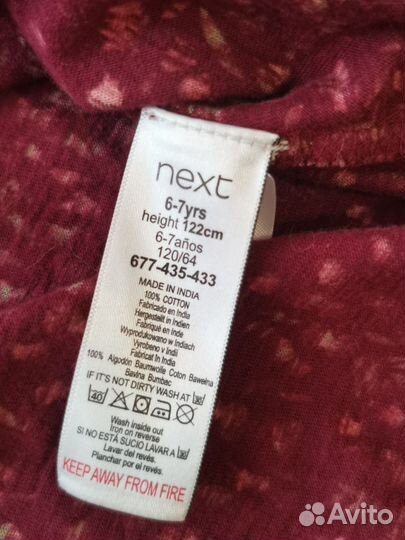 next
6-7yrs
height 122cm
6-7años
120/64
677-435-433
MADE IN INDIA
100% COTTON
Fabricado en India
Hergestellt in Indien
Fabriqué en Inde
Wyprodukowano w Indiach
Vyrobeno v Indii
Fabricat în India
100% Algodón Baumwolle Coton Bawełna
Bavlna Bumbac
IF IT'S NOT DIRTY WASH AT 30
40
Wash inside out
Iron on reverse
SI NO ESTÁ SUCIO LAVAR A 30
Lavar del revés.
Planchar por el revés.
KEEP AWAY FROM FIRE
Avito